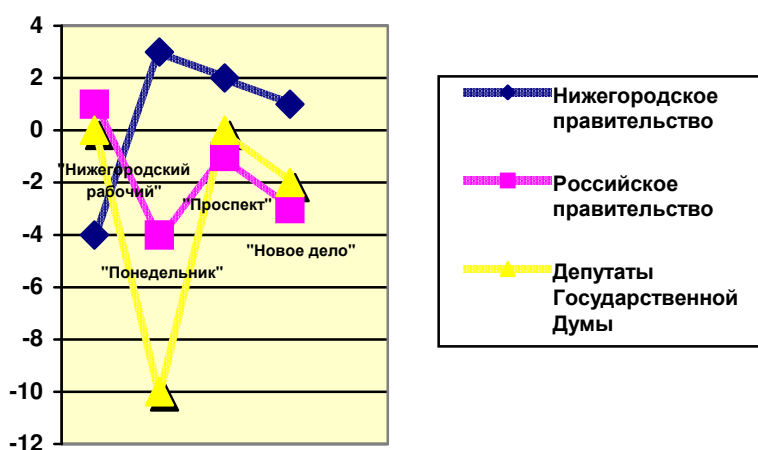 4
2
0
-2
-4
-6
-8
-10
-12
"Нижегородский
рабочий"
"Проспект"
"Новое дело"
"Понедельник"
Нижегородское
правительство
Российское
правительство
Депутаты
Государственной
Думы